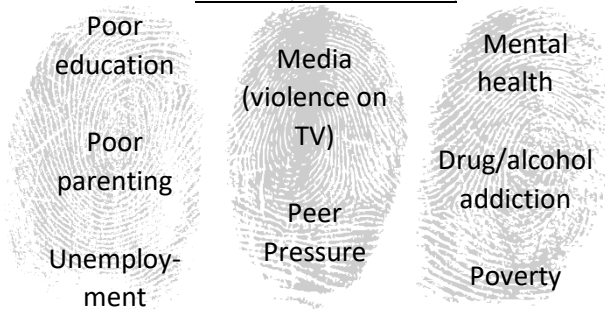 Poor
education
Poor
parenting
Unemploy-
ment
Media
(violence on
TV)
Peer
Pressure
Mental
health
Drug/alcohol
addiction
Poverty